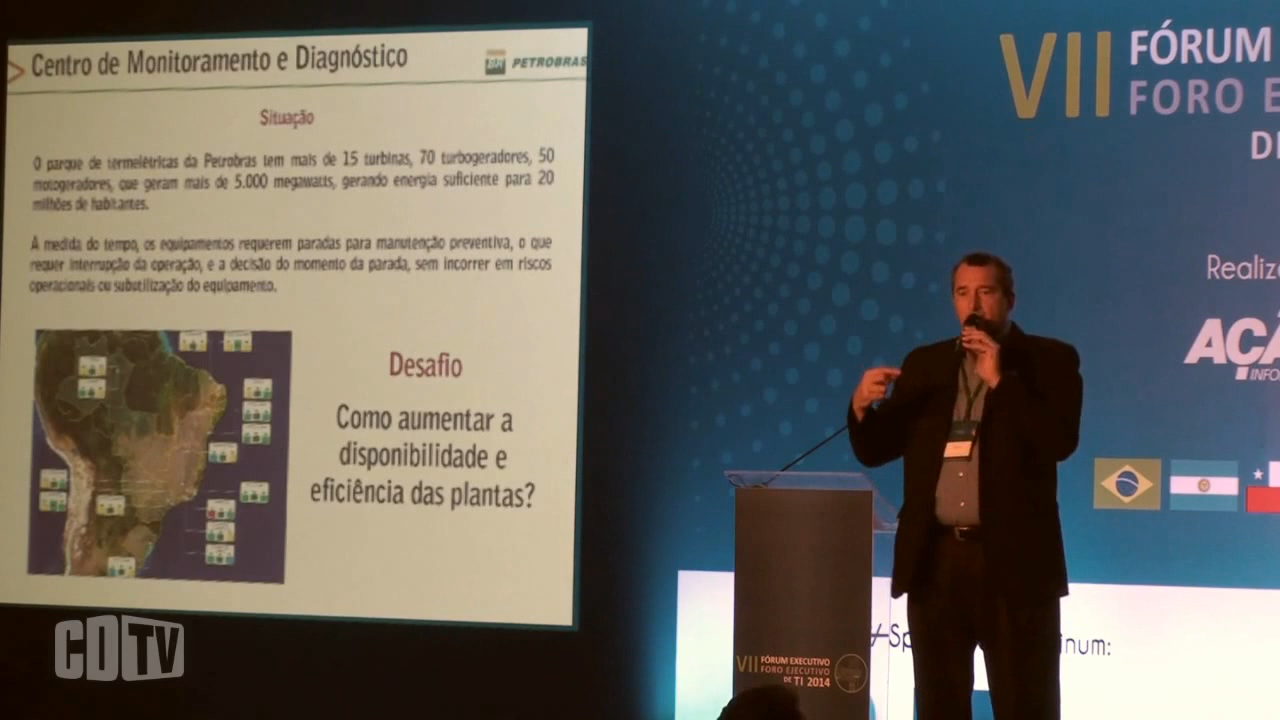 Centro de Monitoramento e Diagnóstico
BR PETROBRAS
Situação
O parque de termelétricas da Petrobras tem mais de 15 turbinas, 70 turbogeradores, 50
motogeradores, que geram mais de 5.000 megawatts, gerando energia suficiente para 20
milhões de habitantes.
À medida do tempo, os equipamentos requerem paradas para manutenção preventiva, o que
requer interrupção da operação, e a decisão do momento da parada, sem incorrer em riscos
operacionais ou subutilização do equipamento.
Desafio
Como aumentar a
disponibilidade e
eficiência das plantas?
CDTV
VII FÓRUM
FORO E
DE
Realiz
AÇÃ
INFO
Sp
inum:
VII FÓRUM EXECUTIVO
FORO EJECUTIVO
DE TI 2014